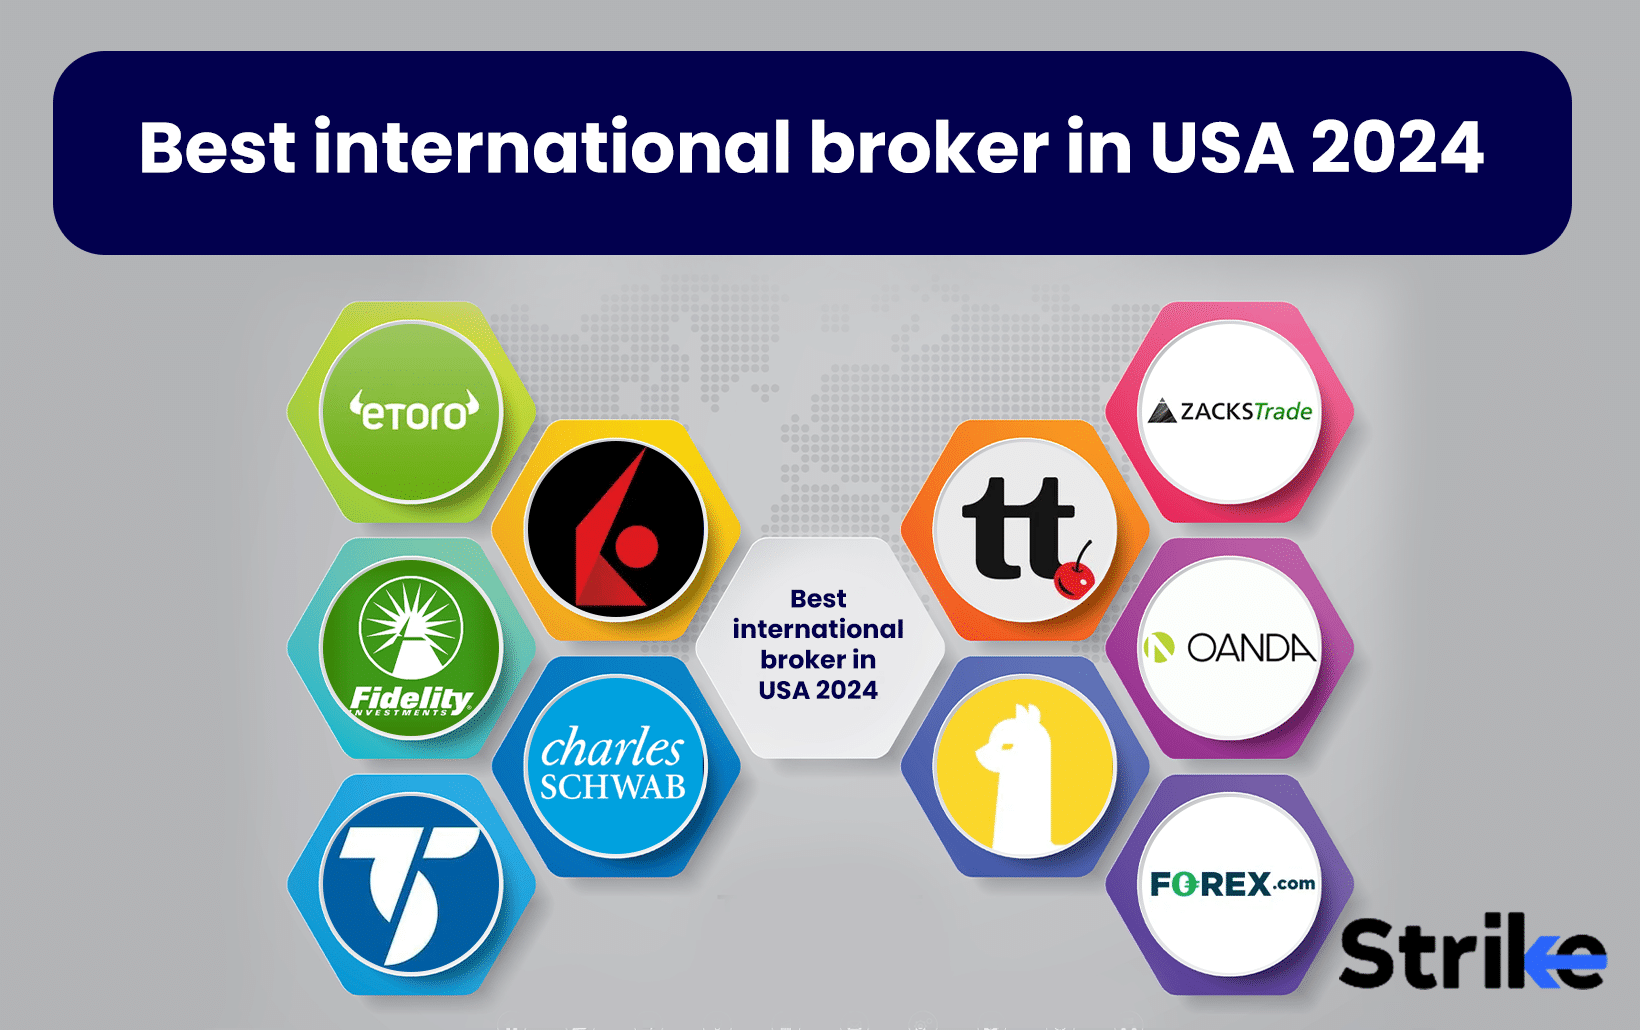 Best international broker in USA 2024
eToro
ZACKSTrade
tt
Best
international
broker in
USA 2024
Fidelity
INVESTMENTS
OANDA
charles
SCHWAB
FOREX.com
Strike